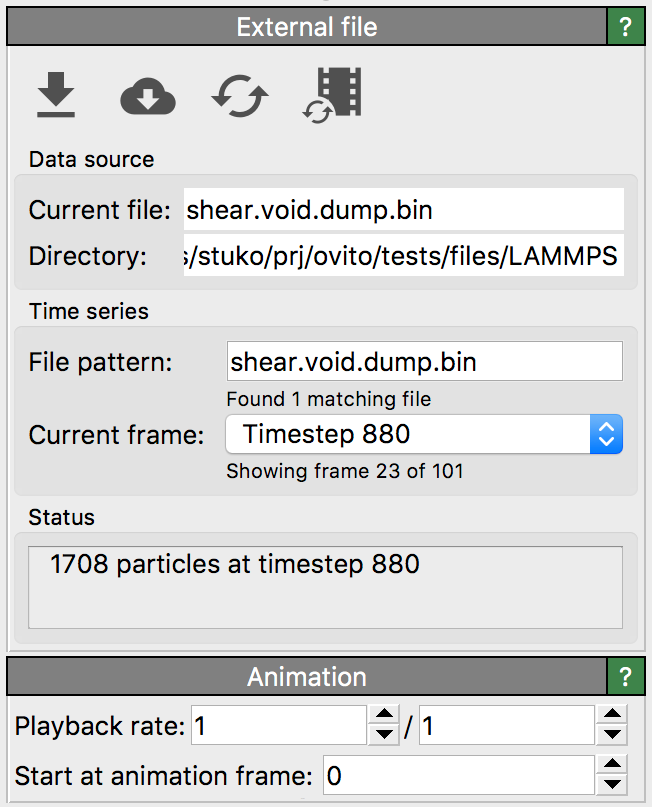 External file ?
Data source
Current file: shear.void.dump.bin
Directory: /stuko/prj/ovito/tests/files/LAMMPS
Time series
File pattern: shear.void.dump.bin
Found 1 matching file
Current frame: Timestep 880
Showing frame 23 of 101
Status
1708 particles at timestep 880
Animation ?
Playback rate: 1 / 1
Start at animation frame: 0